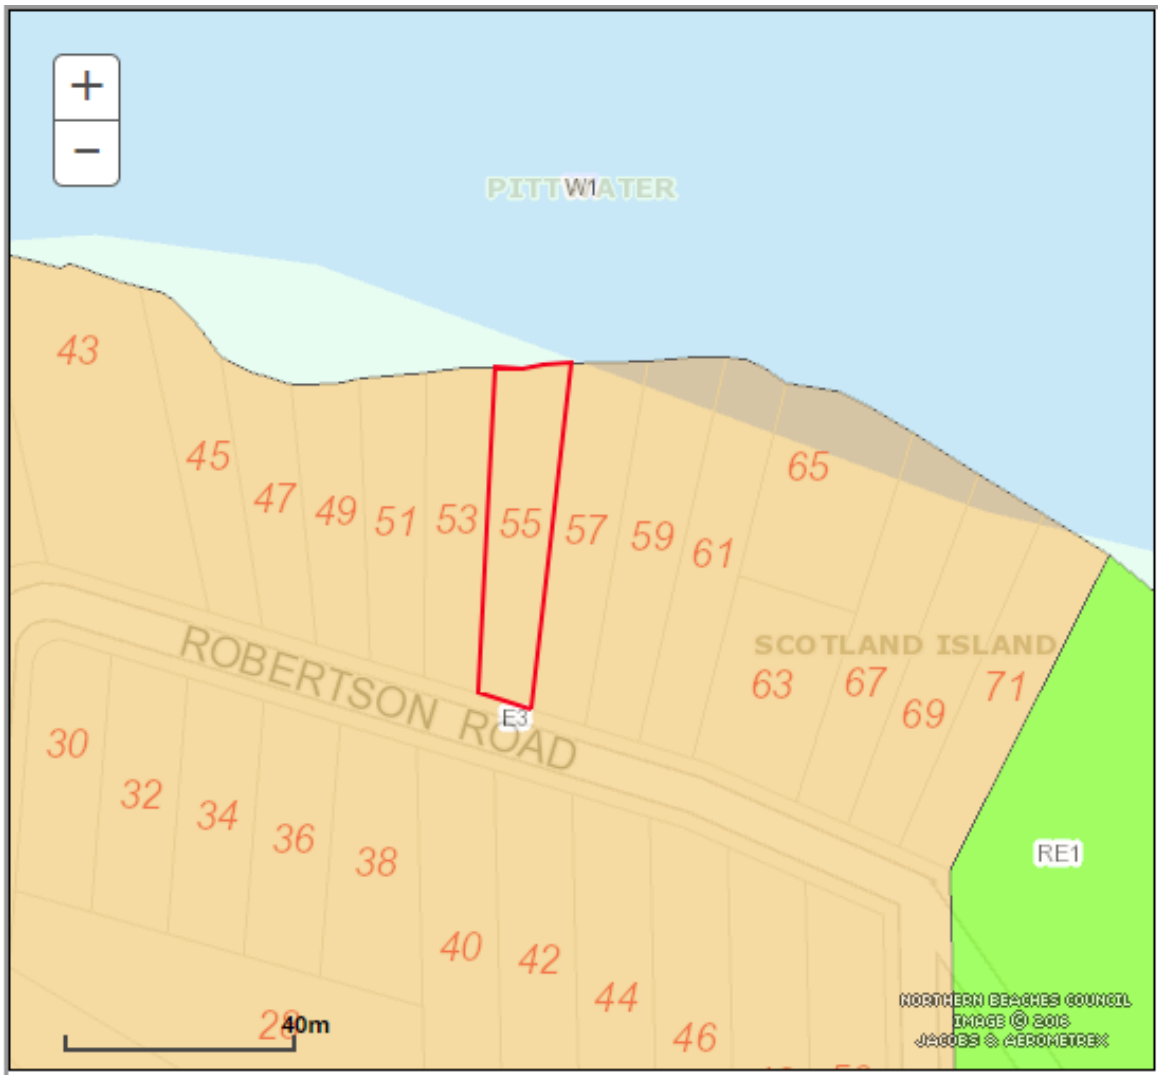 +
−
PITTWATER
W1
43
45
47
49
51
53
55
57
59
61
65
SCOTLAND ISLAND
63
67
69
71
ROBERTSON ROAD
E3
30
32
34
36
38
40
42
44
46
28
RE1
40m
NORTHERN BEACHES COUNCIL
IMAGE © 2018
JACOBS & AEROMETREX